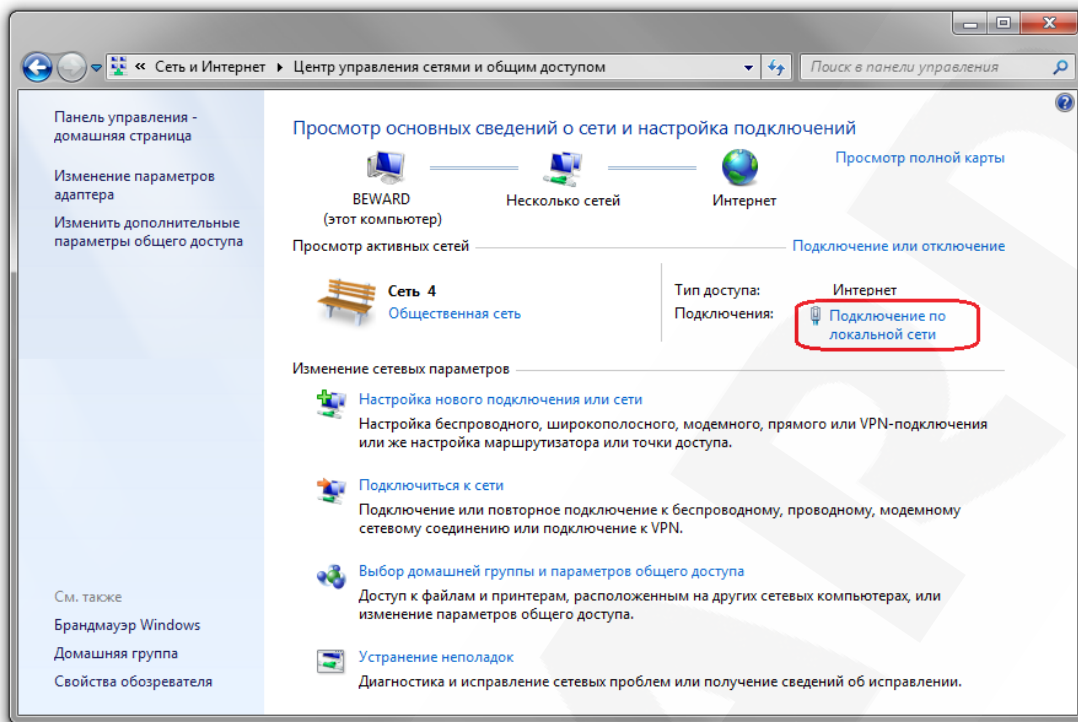 « Сеть и Интернет ▸ Центр управления сетями и общим доступом
Поиск в панели управления
Панель управления -
домашняя страница
Изменение параметров
адаптера
Изменить дополнительные
параметры общего доступа
См. также
Брандмауэр Windows
Домашняя группа
Свойства обозревателя
Просмотр основных сведений о сети и настройка подключений
Просмотр полной карты
BEWARD
(этот компьютер)
Несколько сетей
Интернет
Просмотр активных сетей
Подключение или отключение
Сеть 4
Общественная сеть
Тип доступа: Интернет
Подключения: Подключение по
локальной сети
Изменение сетевых параметров
Настройка нового подключения или сети
Настройка беспроводного, широкополосного, модемного, прямого или VPN-подключения
или же настройка маршрутизатора или точки доступа.
Подключиться к сети
Подключение или повторное подключение к беспроводному, проводному, модемному
сетевому соединению или подключение к VPN.
Выбор домашней группы и параметров общего доступа
Доступ к файлам и принтерам, расположенным на других сетевых компьютерах, или
изменение параметров общего доступа.
Устранение неполадок
Диагностика и исправление сетевых проблем или получение сведений об исправлении.